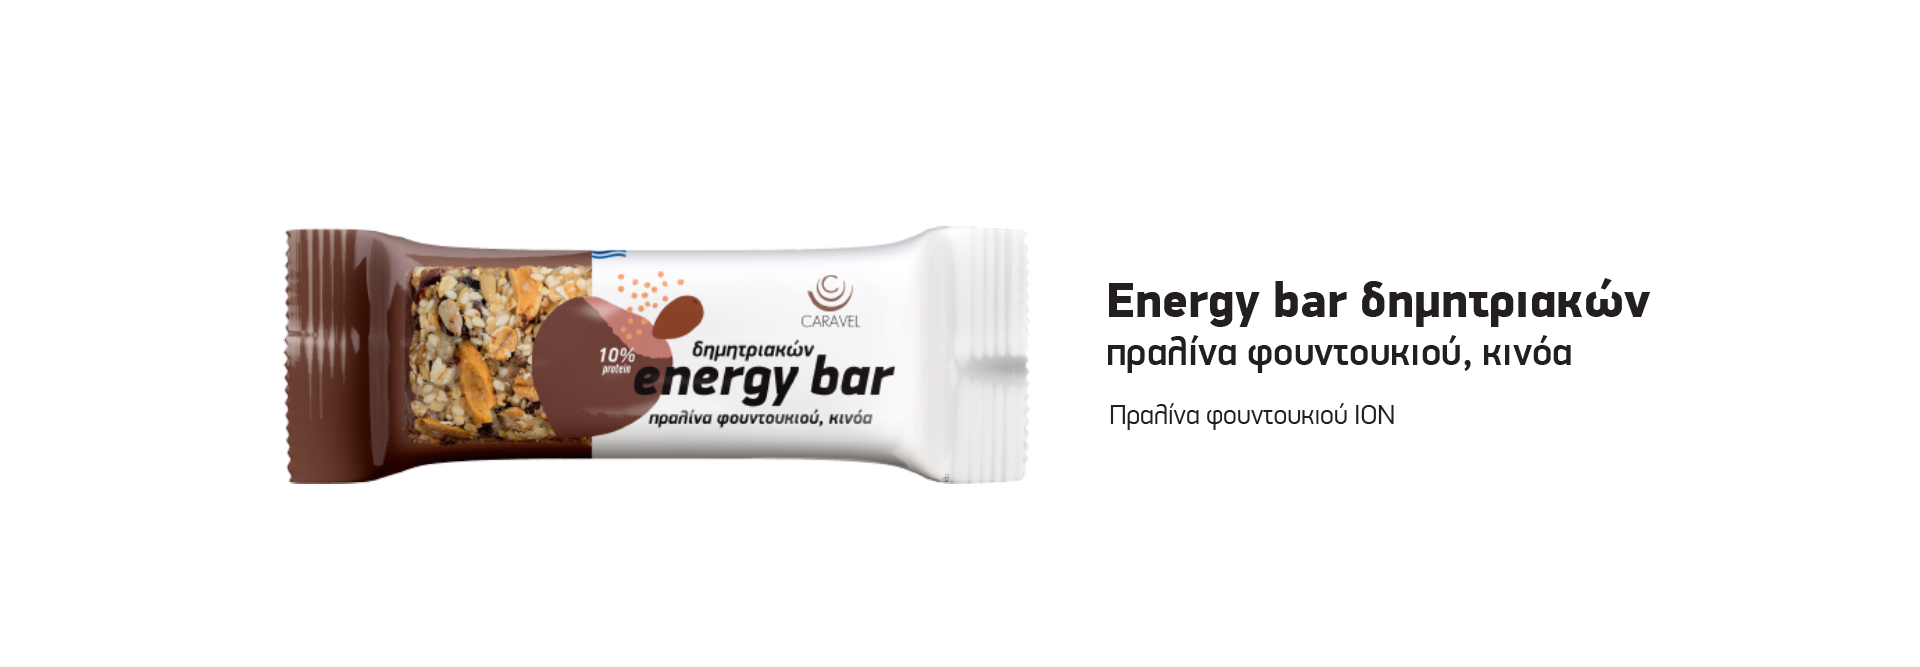 C
CARAVEL
10%
protein
δημητριακών
energy bar
πραλίνα φουντουκιού, κινόα
Energy bar δημητριακών
πραλίνα φουντουκιού, κινόα
Πραλίνα φουντουκιού ΙΟΝ